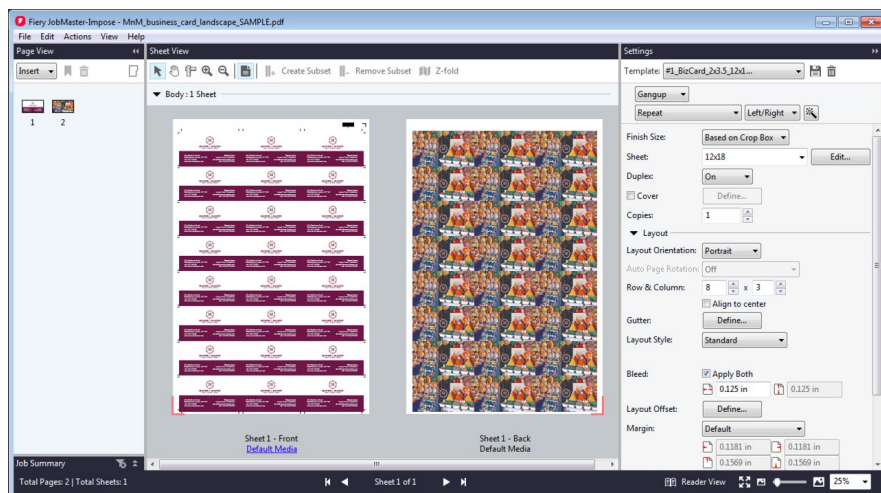 Fiery JobMaster-Impose - MnM_business_card_landscape_SAMPLE.pdf
File Edit Actions View Help
Page View
Sheet View
Settings
Insert
Create Subset
Remove Subset
Z-fold
Template: #1_BizCard_2x3.5_12x1...
Body : 1 Sheet
Gangup
Repeat
Left/Right
1 2
Finish Size: Based on Crop Box
Sheet: 12x18 Edit...
Duplex: On
Cover Define...
Copies: 1
Layout
Layout Orientation: Portrait
Auto Page Rotation: Off
Row & Column: 8 x 3
Align to center
Gutter: Define...
Layout Style: Standard
Bleed: Apply Both
0.125 in 0.125 in
Layout Offset: Define...
Margin: Default
0.1181 in 0.1181 in
0.1569 in 0.1569 in
Sheet 1 - Front
Default Media
Sheet 1 - Back
Default Media
Job Summary
Total Pages: 2 | Total Sheets: 1
Sheet 1 of 1
Reader View
25%